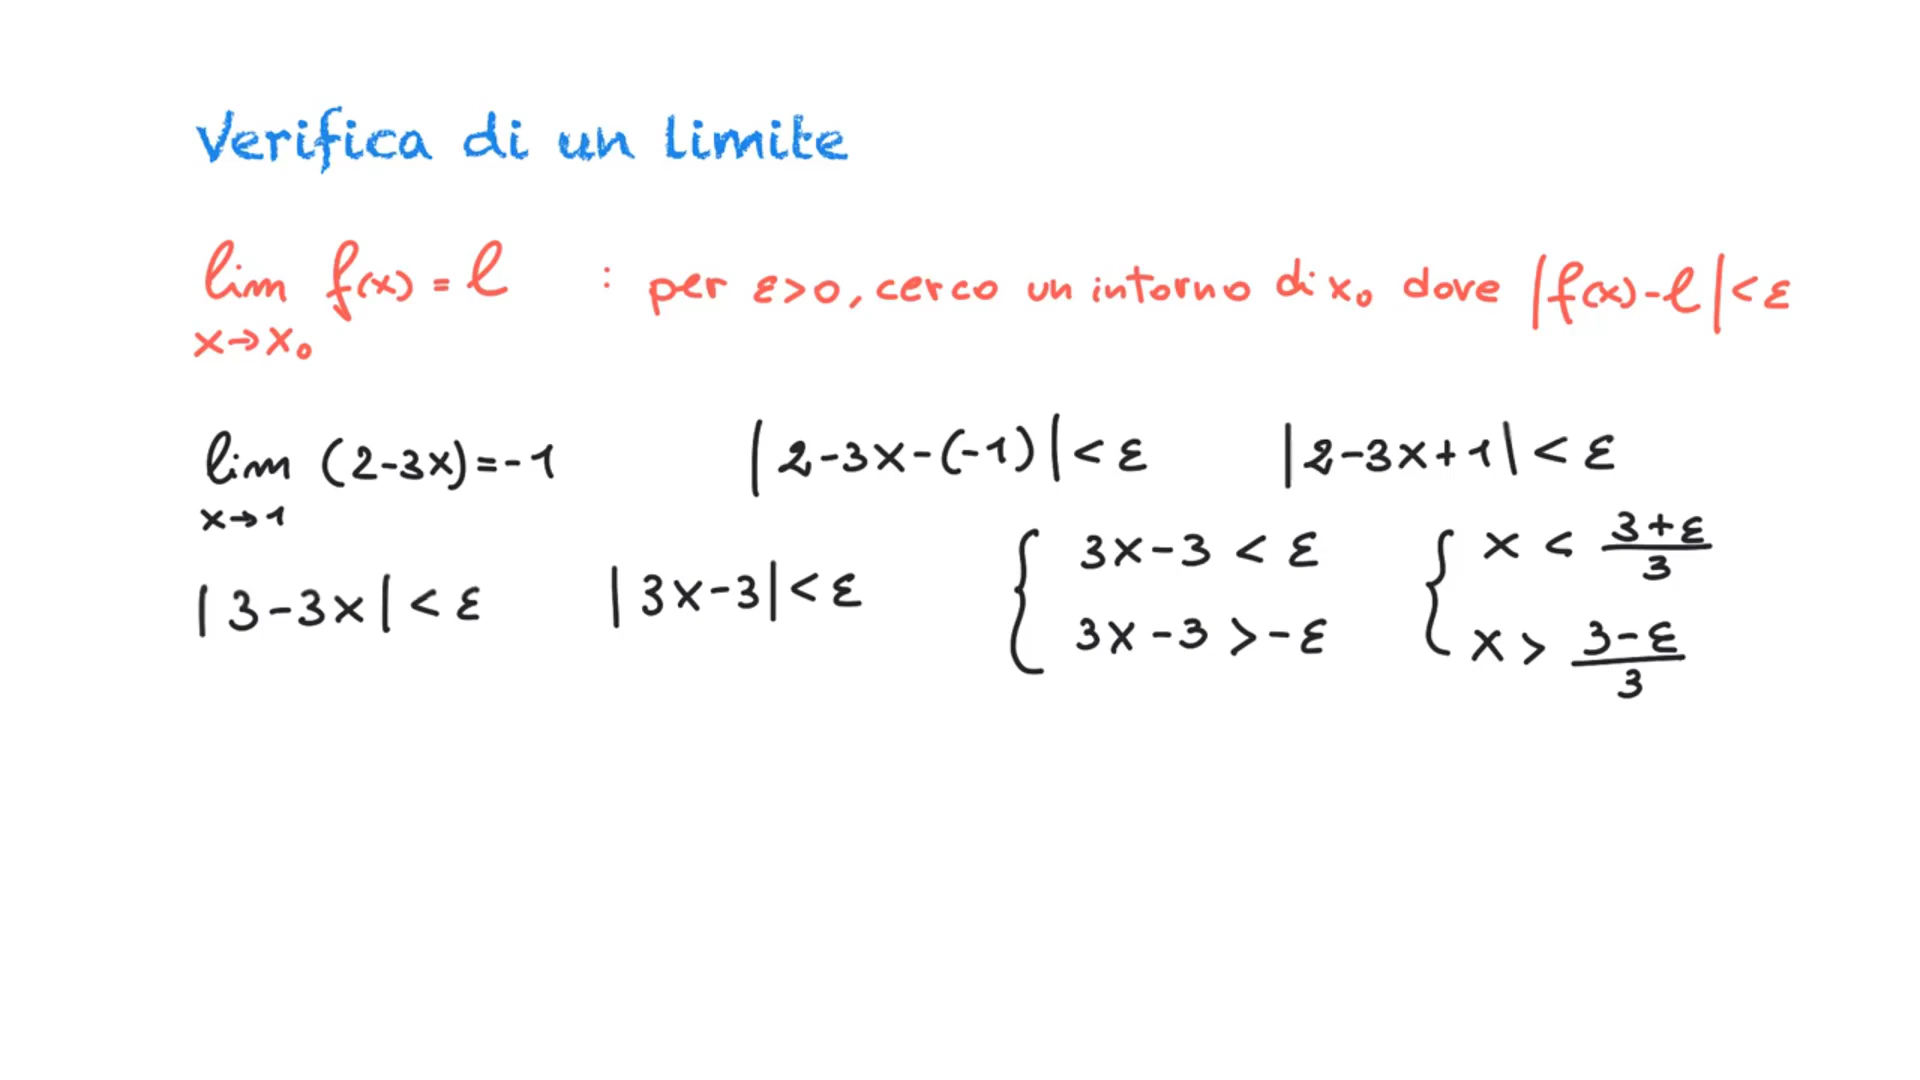 Verifica di un limite
lim f(x) = l : per ε>0, cerco un intorno di x₀ dove |f(x)-l|<ε
x→x₀
lim (2-3x)=-1 |2-3x-(-1)|<ε |2-3x+1|<ε
x→1
|3-3x|<ε |3x-3|<ε { 3x-3 < ε { x < (3+ε)/3
3x-3 >-ε x > (3-ε)/3